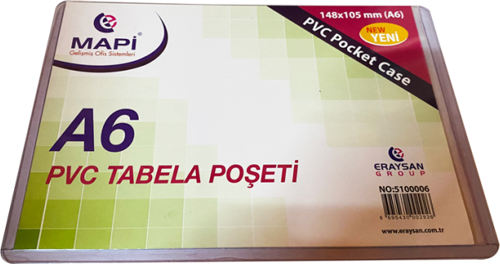 MAPİ
Gelişmiş Ofis Sistemleri
148x105 mm (A6)
PVC Pocket Case
NEW
YENİ
A6
PVC TABELA POŞETİ
ERAYSAN
GROUP
NO:5100006
www.eraysan.com.tr